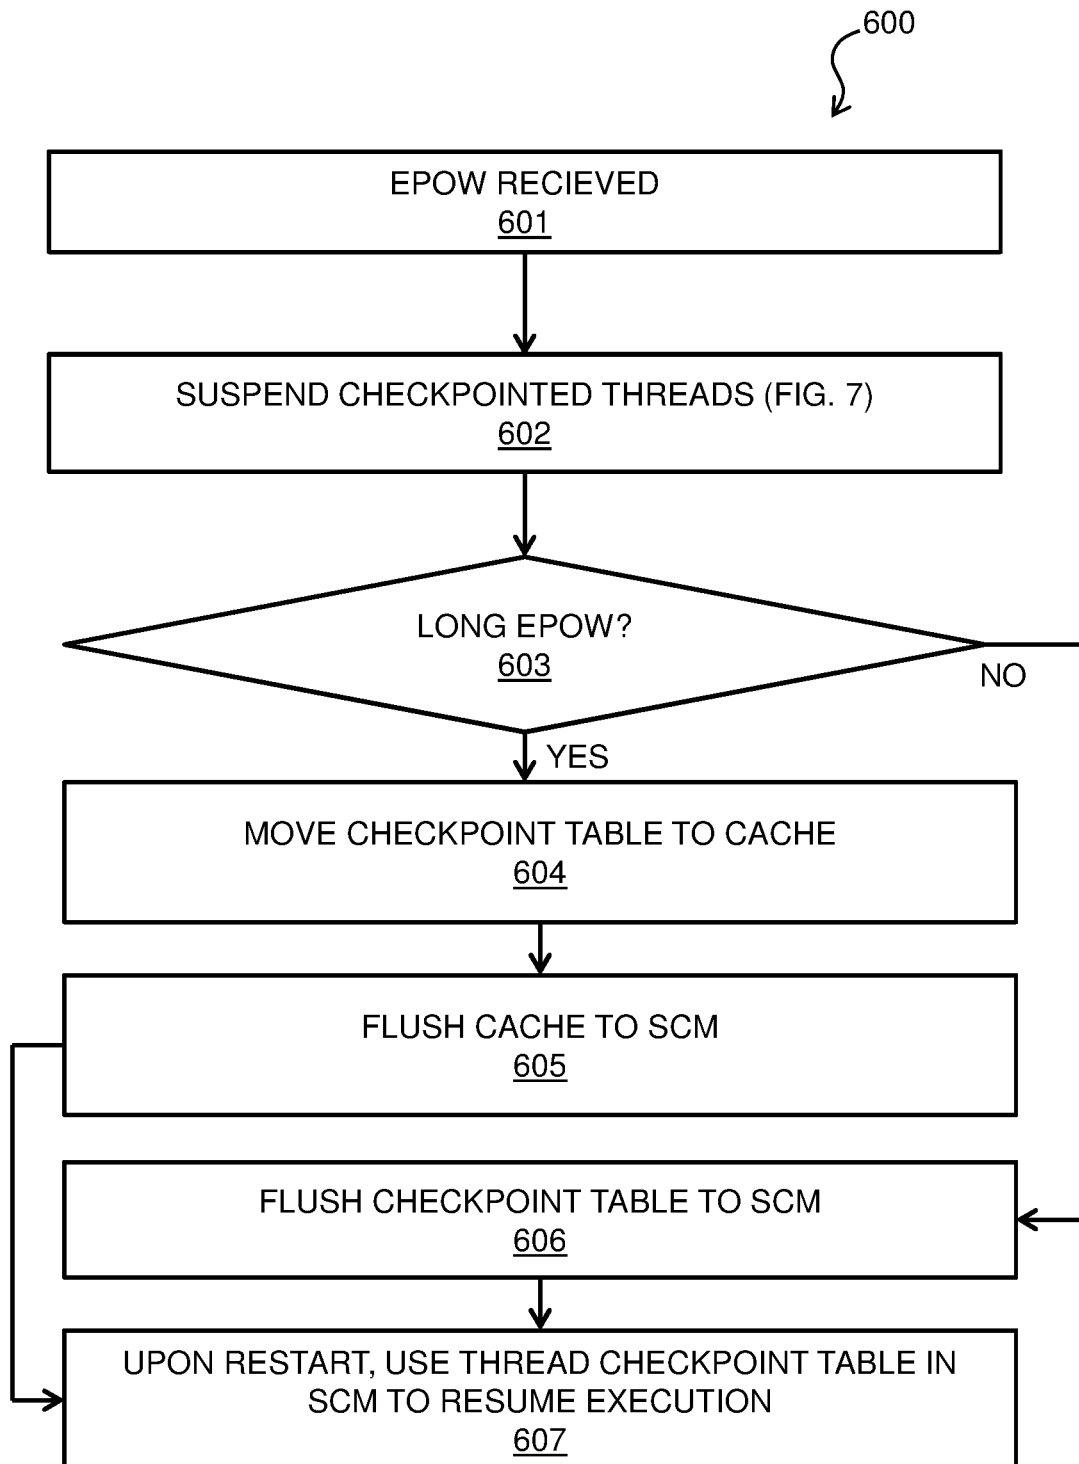 600
EPOW RECIEVED
601
SUSPEND CHECKPOINTED THREADS (FIG. 7)
602
LONG EPOW?
603
NO
YES
MOVE CHECKPOINT TABLE TO CACHE
604
FLUSH CACHE TO SCM
605
FLUSH CHECKPOINT TABLE TO SCM
606
UPON RESTART, USE THREAD CHECKPOINT TABLE IN
SCM TO RESUME EXECUTION
607